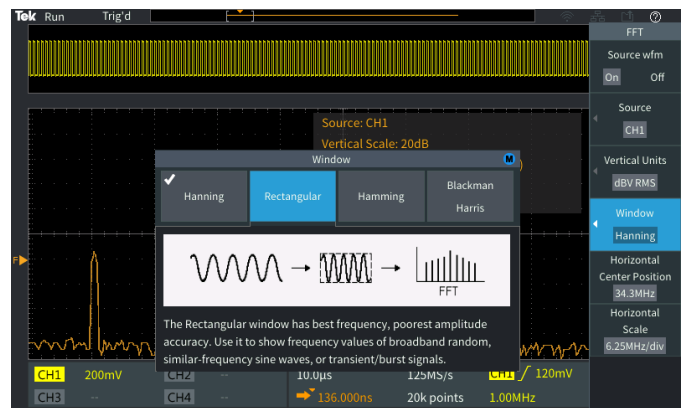 Tek Run Trig'd
FFT
Source wfm
On Off
Source
CH1
Vertical Units
dBV RMS
Window
Hanning
Horizontal
Center Position
34.3MHz
Horizontal
Scale
6.25MHz/div
Source: CH1
Vertical Scale: 20dB
)
Window M
Hanning Rectangular Hamming Blackman
Harris
FFT
The Rectangular window has best frequency, poorest amplitude
accuracy. Use it to show frequency values of broadband random,
similar-frequency sine waves, or transient/burst signals.
F
CH1 200mV CH2 -- 10.0µs 125MS/s CH1 120mV
CH3 -- CH4 -- 136.000ns 20k points 1.00MHz